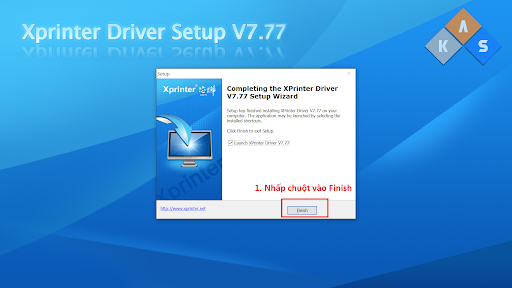 Xprinter Driver Setup V7.77
K A S
Setup
Xprinter
Completing the XPrinter Driver
V7.77 Setup Wizard
Setup has finished installing XPrinter Driver V7.77 on your
computer. The application may be launched by selecting the
installed shortcuts.
Click Finish to exit Setup.
Launch XPrinter Driver V7.77
Xprinter
1. Nhấp chuột vào Finish
http://www.xprinter.net
Finish